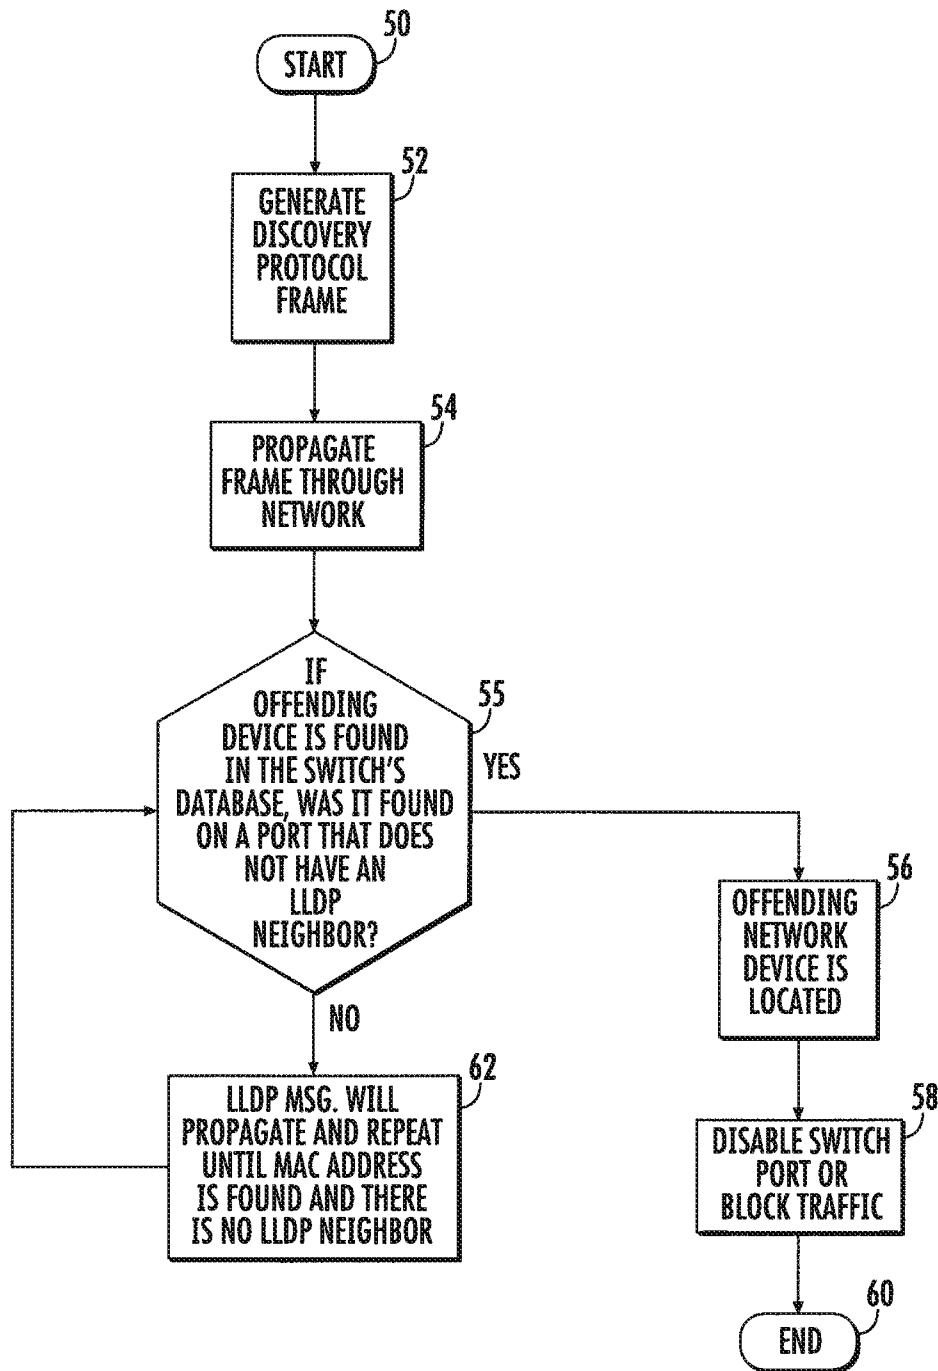 50
START
52
GENERATE
DISCOVERY
PROTOCOL
FRAME
54
PROPAGATE
FRAME THROUGH
NETWORK
55
IF
OFFENDING
DEVICE IS FOUND
IN THE SWITCH'S
DATABASE, WAS IT FOUND
ON A PORT THAT DOES
NOT HAVE AN
LLDP
NEIGHBOR?
YES
NO
62
LLDP MSG. WILL
PROPAGATE AND REPEAT
UNTIL MAC ADDRESS
IS FOUND AND THERE
IS NO LLDP NEIGHBOR
56
OFFENDING
NETWORK
DEVICE IS
LOCATED
58
DISABLE SWITCH
PORT OR
BLOCK TRAFFIC
60
END